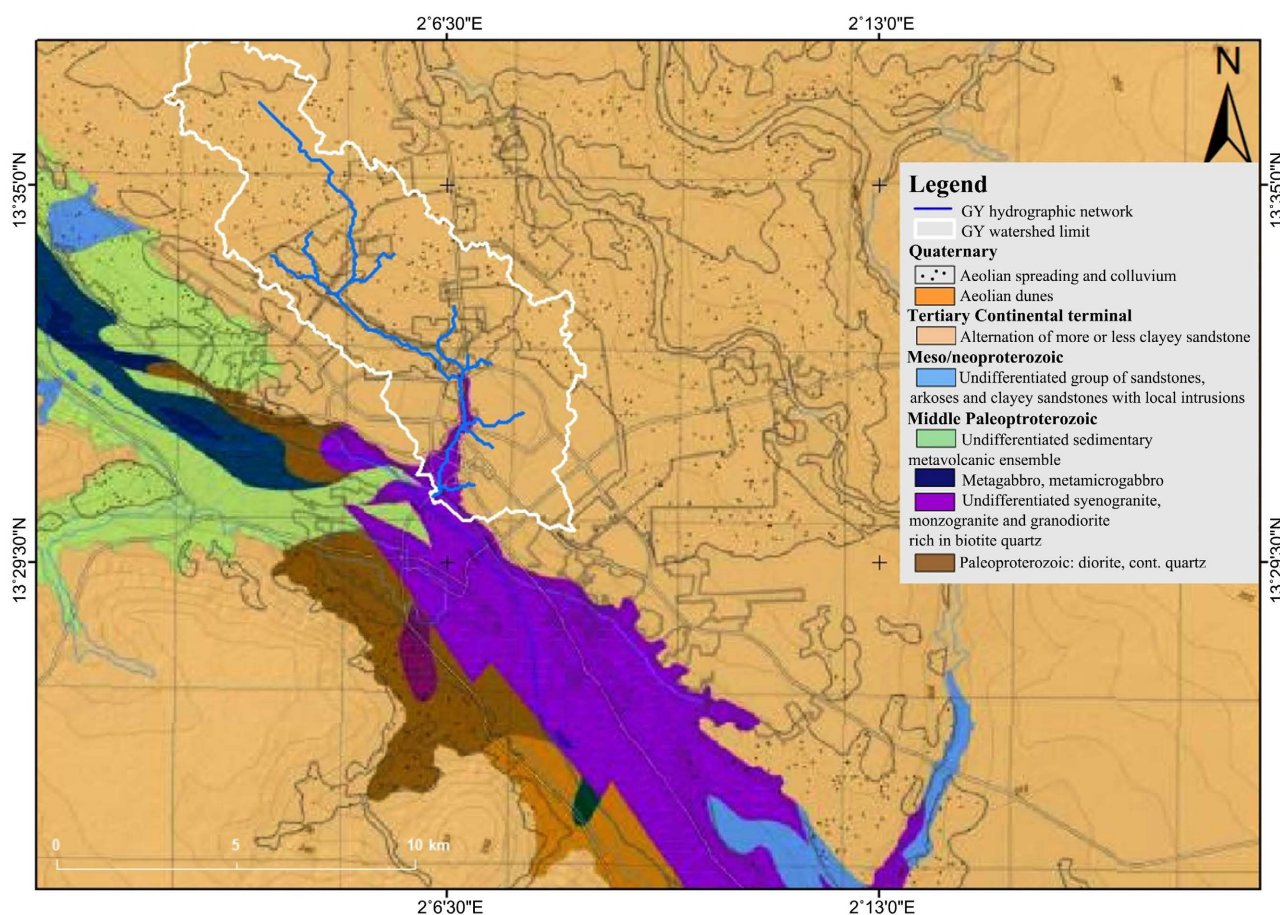 2°6'30"E
2°13'0"E
N
13°35'0"N
13°35'0"N
Legend
GY hydrographic network
GY watershed limit
Quaternary
Aeolian spreading and colluvium
Aeolian dunes
Tertiary Continental terminal
Alternation of more or less clayey sandstone
Meso/neoproterozoic
Undifferentiated group of sandstones,
arkoses and clayey sandstones with local intrusions
Middle Paleoptroterozoic
Undifferentiated sedimentary
metavolcanic ensemble
Metagabbro, metamicrogabbro
Undifferentiated syenogranite,
monzogranite and granodiorite
rich in biotite quartz
Paleoproterozoic: diorite, cont. quartz
13°29'30"N
13°29'30"N
0 5 10 km
2°6'30"E
2°13'0"E